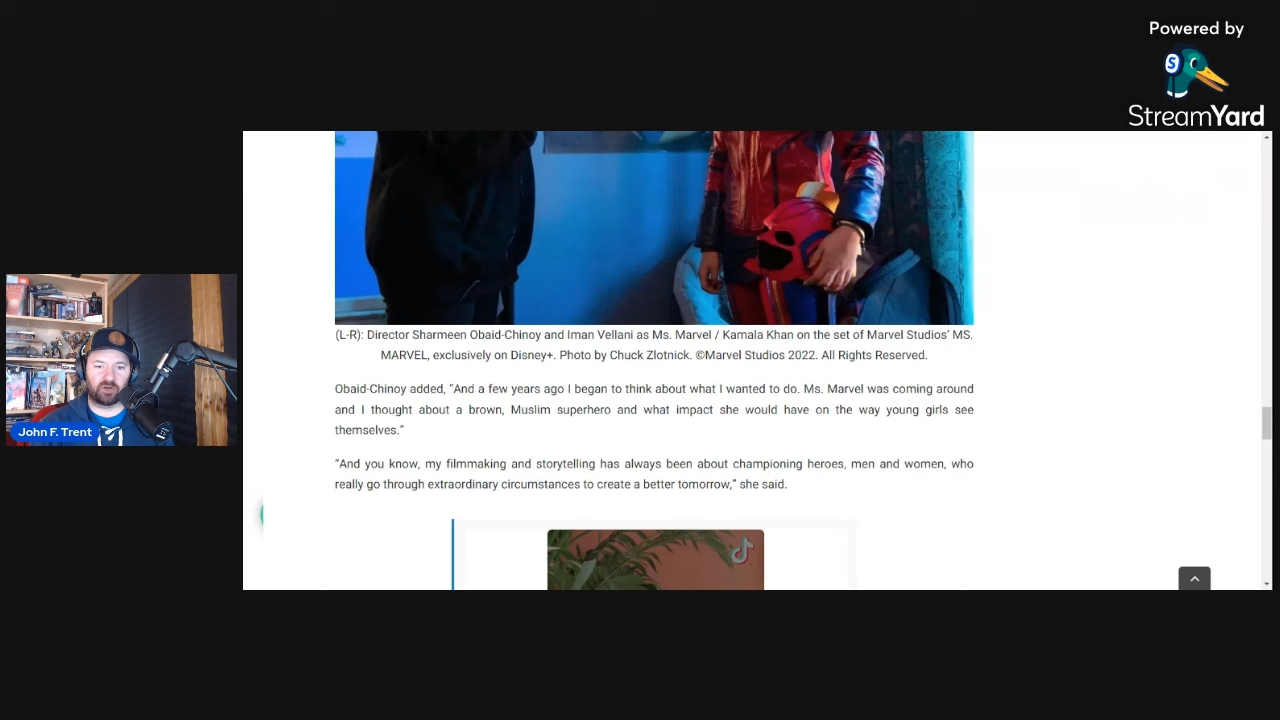 Powered by
S
StreamYard
(L-R): Director Sharmeen Obaid-Chinoy and Iman Vellani as Ms. Marvel / Kamala Khan on the set of Marvel Studios' MS.
MARVEL, exclusively on Disney+. Photo by Chuck Zlotnick. ©Marvel Studios 2022. All Rights Reserved.
Obaid-Chinoy added, “And a few years ago I began to think about what I wanted to do. Ms. Marvel was coming around
and I thought about a brown, Muslim superhero and what impact she would have on the way young girls see
themselves.”
“And you know, my filmmaking and storytelling has always been about championing heroes, men and women, who
really go through extraordinary circumstances to create a better tomorrow,” she said.
John F. Trent